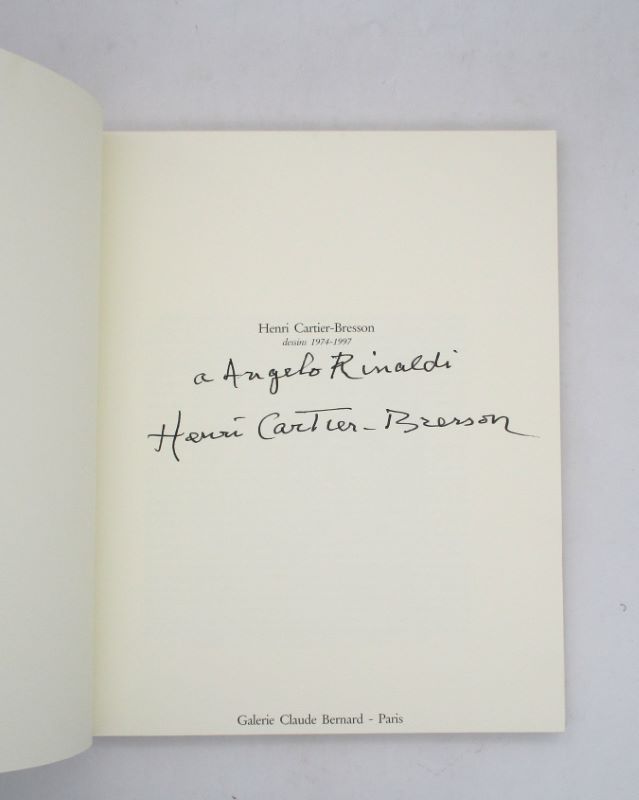 Henri Cartier-Bresson
dessins 1974-1997
a Angelo Rinaldi
Henri Cartier-Bresson
Galerie Claude Bernard - Paris